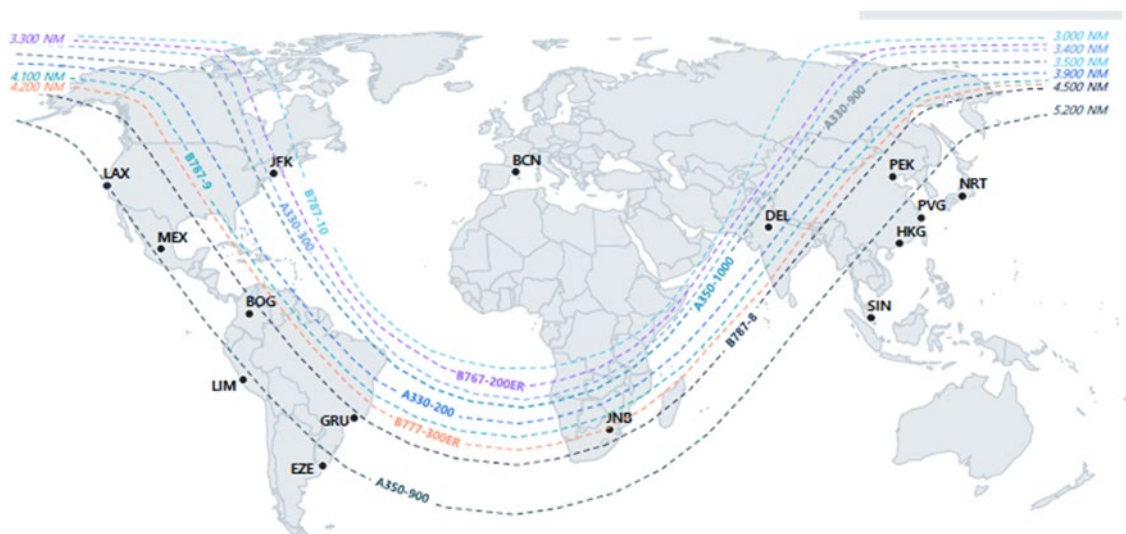 3.300 NM
4.100 NM
4.200 NM
3.000 NM
3.400 NM
3.500 NM
3.900 NM
4.500 NM
5.200 NM
A330-900
LAX
JFK
BCN
PEK
NRT
B787-9
B787-10
A330-300
DEL
PVG
HKG
MEX
A350-1000
BOG
SIN
B787-8
LIM
B767-200ER
A330-200
GRU
B777-300ER
JNB
EZE
A350-900